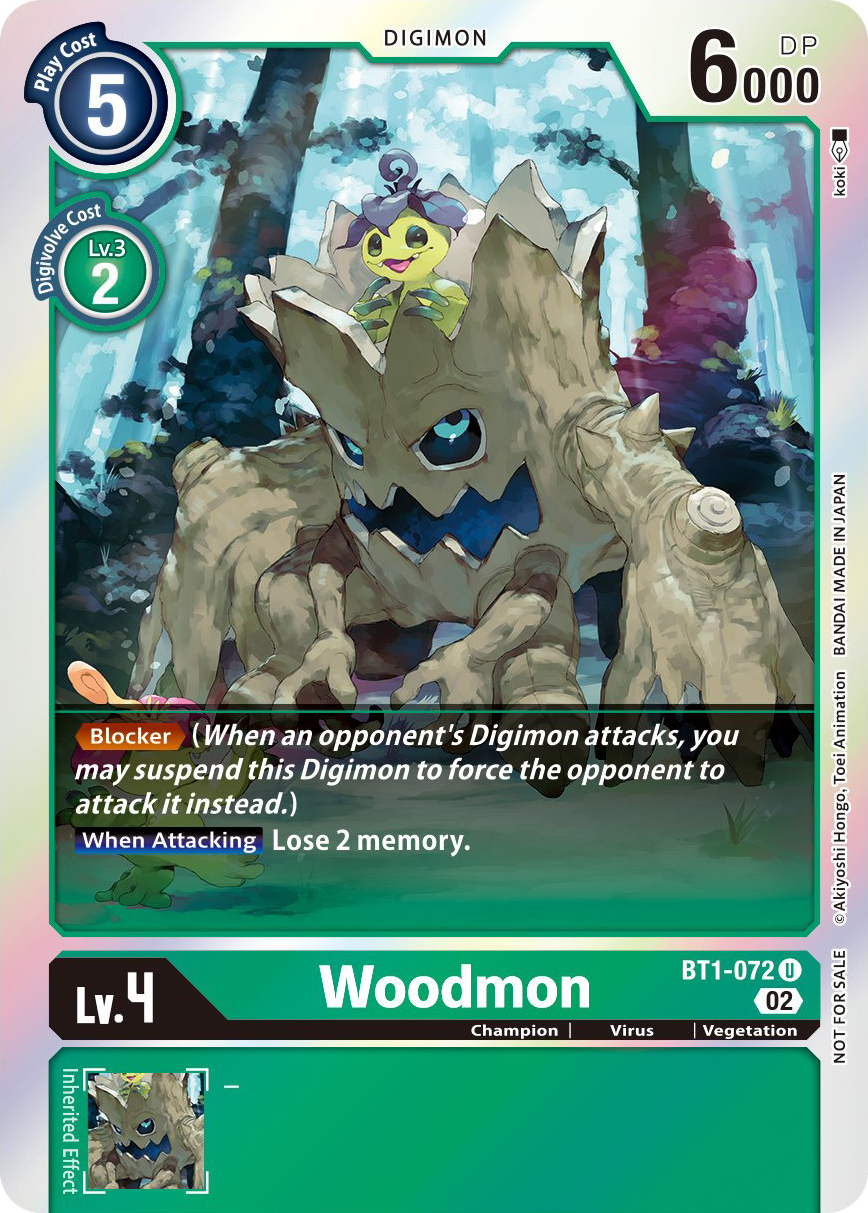 DIGIMON
Play Cost
5
6000
DP
Digivolve Cost
Lv.3
2
koki
Blocker (When an opponent's Digimon attacks, you
may suspend this Digimon to force the opponent to
attack it instead.)
When Attacking Lose 2 memory.
©Akiyoshi Hongo, Toei Animation BANDAI MADE IN JAPAN
Lv.4
Woodmon
BT1-072 U
02
Champion | Virus | Vegetation
NOT FOR SALE
Inherited Effect
–